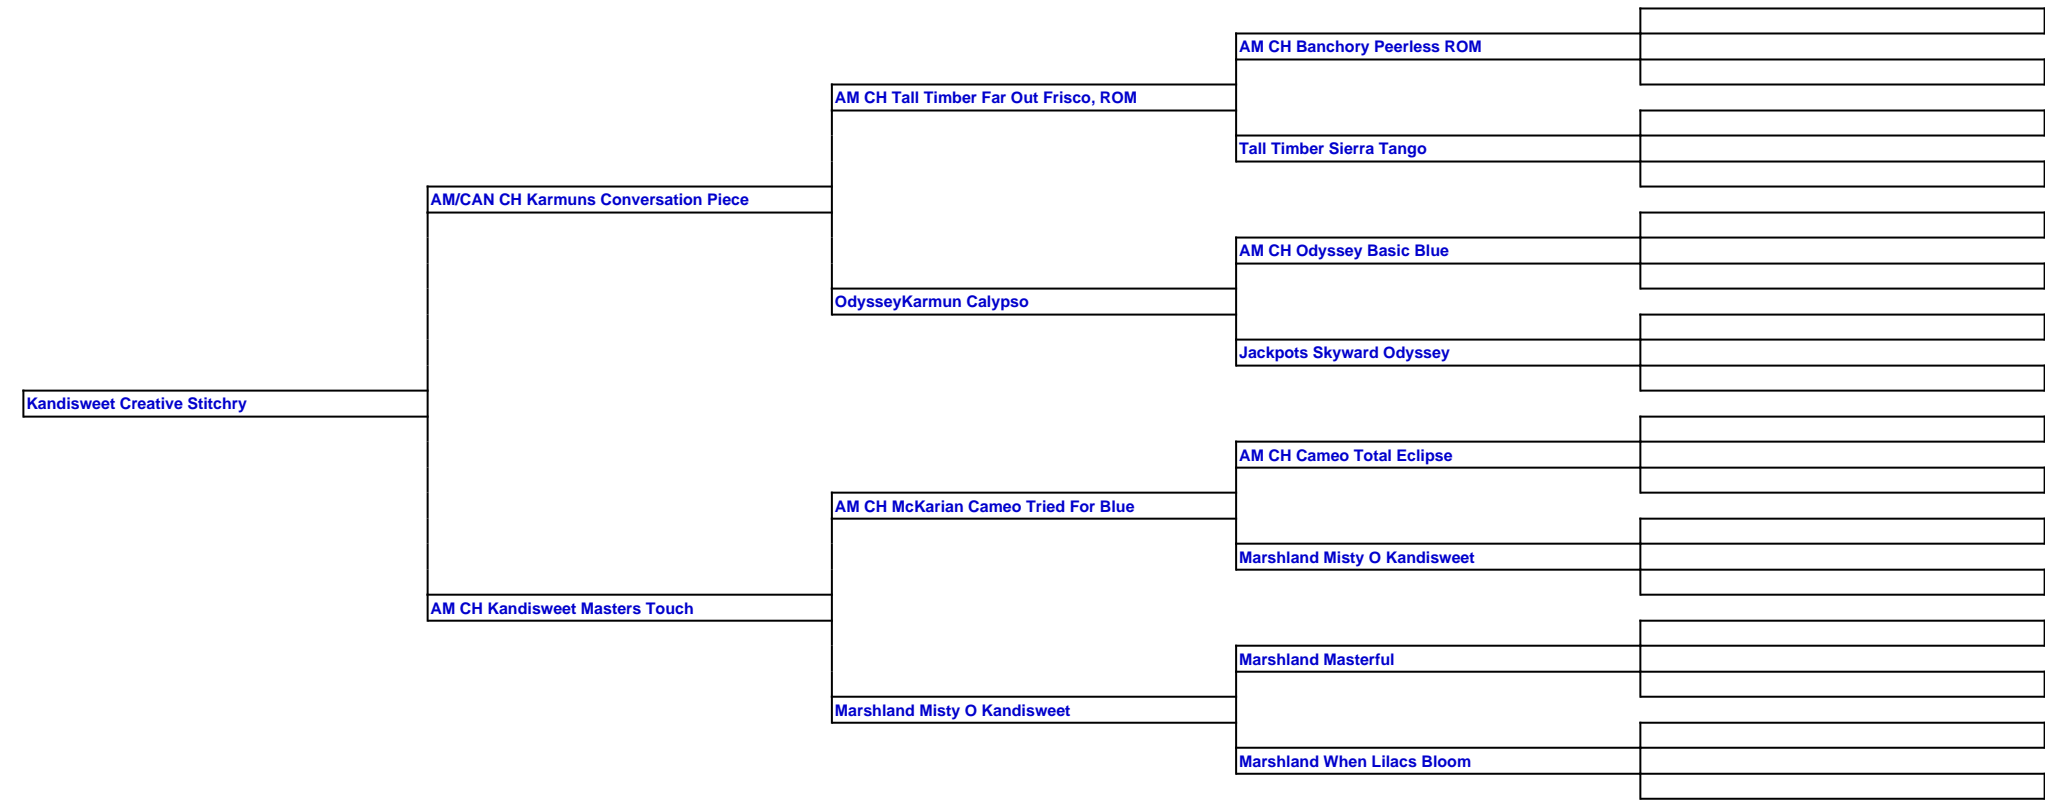 AM CH Banchory Peerless ROM
AM CH Tall Timber Far Out Frisco, ROM
Tall Timber Sierra Tango
AM/CAN CH Karmuns Conversation Piece
AM CH Odyssey Basic Blue
OdysseyKarmun Calypso
Jackpots Skyward Odyssey
Kandisweet Creative Stitchry
AM CH Cameo Total Eclipse
AM CH McKarian Cameo Tried For Blue
Marshland Misty O Kandisweet
AM CH Kandisweet Masters Touch
Marshland Masterful
Marshland Misty O Kandisweet
Marshland When Lilacs Bloom